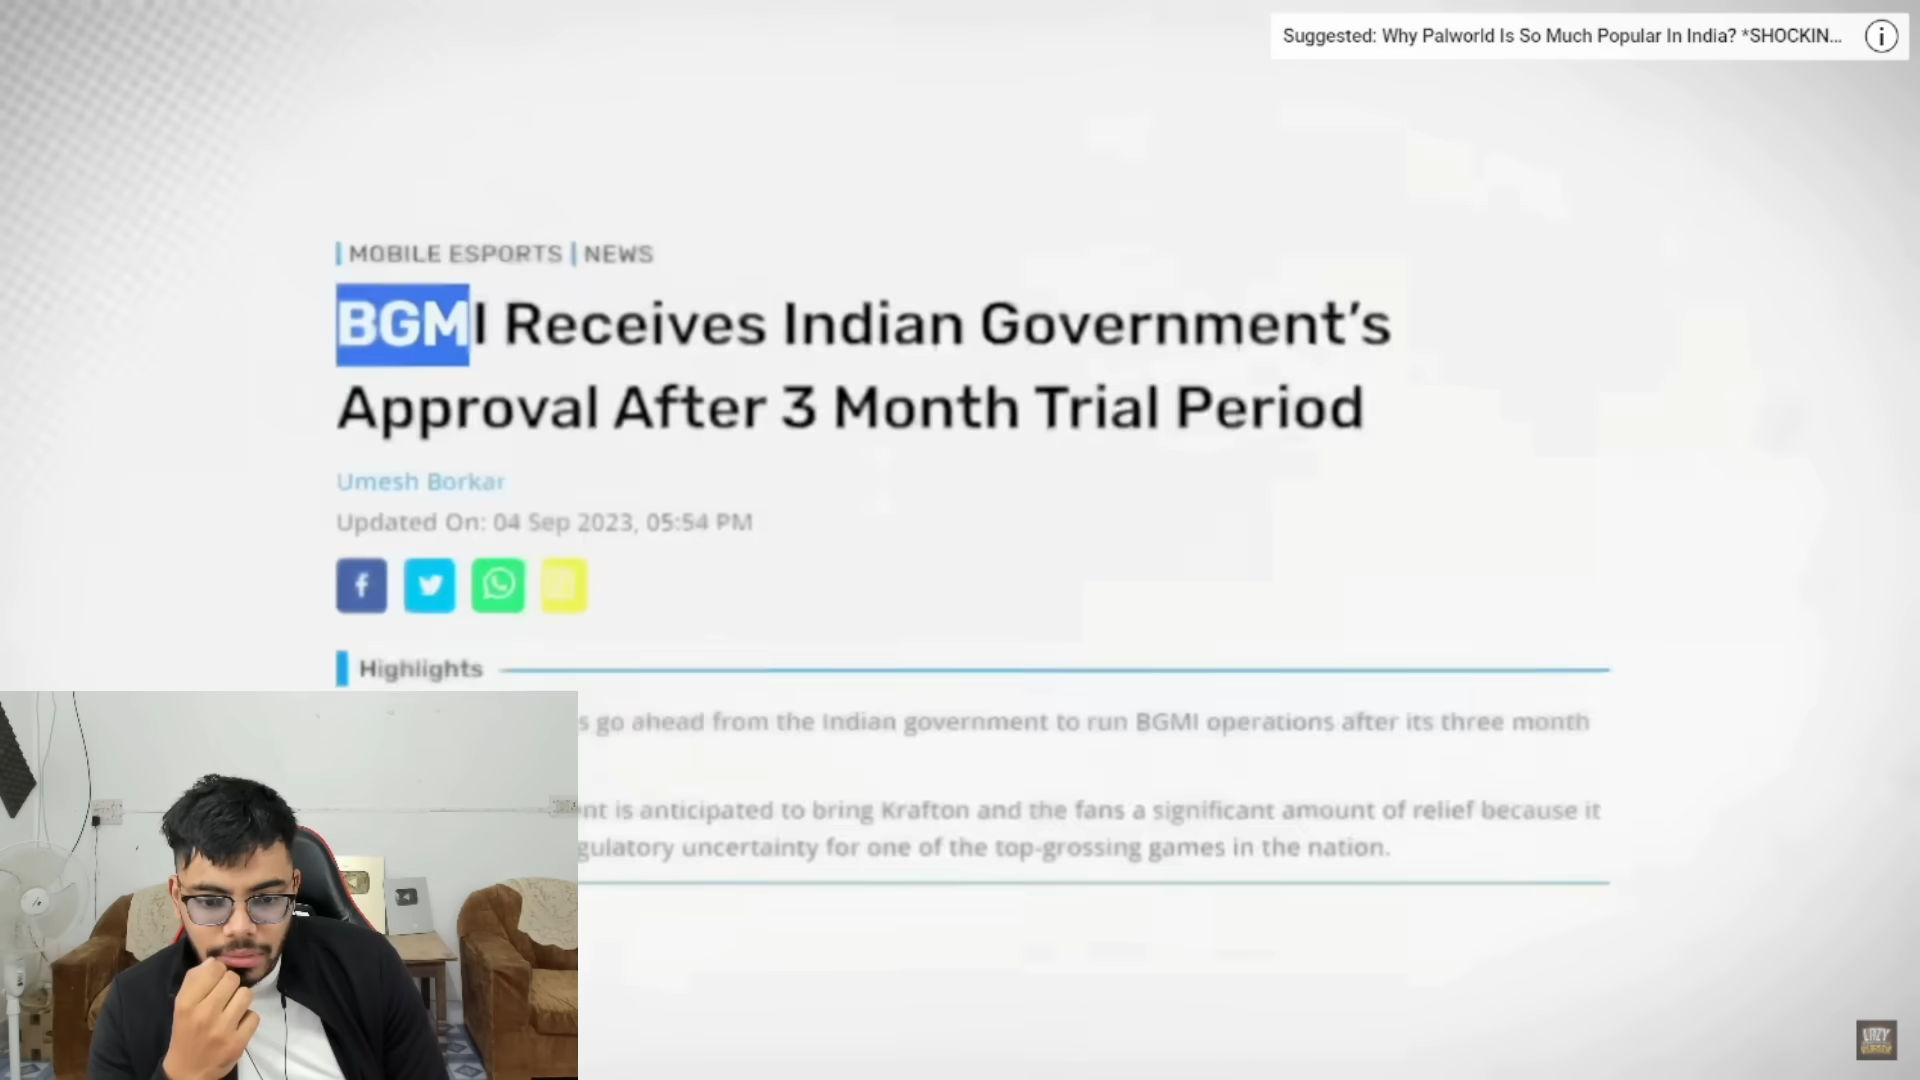 Suggested: Why Palworld Is So Much Popular In India? *SHOCKIN...
MOBILE ESPORTS | NEWS
BGMI Receives Indian Government’s
Approval After 3 Month Trial Period
Umesh Borkar
Updated On: 04 Sep 2023, 05:54 PM
Highlights
s go ahead from the Indian government to run BGMI operations after its three month
nt is anticipated to bring Krafton and the fans a significant amount of relief because it
gulatory uncertainty for one of the top-grossing games in the nation.
LAZY